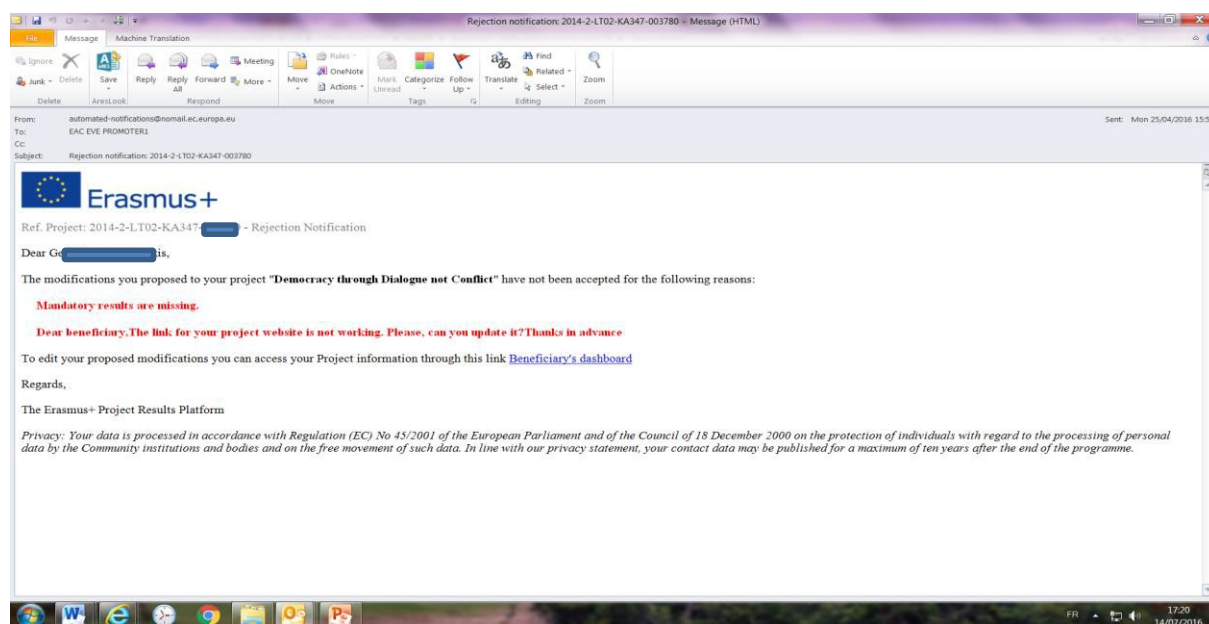 Rejection notification: 2014-2-LT02-KA347-003780 - Message (HTML)
File Message Machine Translation
Ignore Delete Save Reply Reply All Forward Meeting Move Rules OneNote Mark Unread Categorize Follow Up Translate Find Related Zoom
Junk More Actions Select
Delete AresLook Respond Move Tags Editing Zoom
From: automated-notifications@nomail.ec.europa.eu Sent: Mon 25/04/2016 15:5
To: EAC EVE PROMOTER1
Cc:
Subject: Rejection notification: 2014-2-LT02-KA347-003780
Erasmus+
Ref. Project: 2014-2-LT02-KA347- - Rejection Notification
Dear Ge is,
The modifications you proposed to your project "Democracy through Dialogue not Conflict" have not been accepted for the following reasons:
Mandatory results are missing.
Dear beneficiary,The link for your project website is not working. Please, can you update it?Thanks in advance
To edit your proposed modifications you can access your Project information through this link Beneficiary's dashboard
Regards,
The Erasmus+ Project Results Platform
Privacy: Your data is processed in accordance with Regulation (EC) No 45/2001 of the European Parliament and of the Council of 18 December 2000 on the protection of individuals with regard to the processing of personal
data by the Community institutions and bodies and on the free movement of such data. In line with our privacy statement, your contact data may be published for a maximum of ten years after the end of the programme.
FR 17:20
14/07/2016